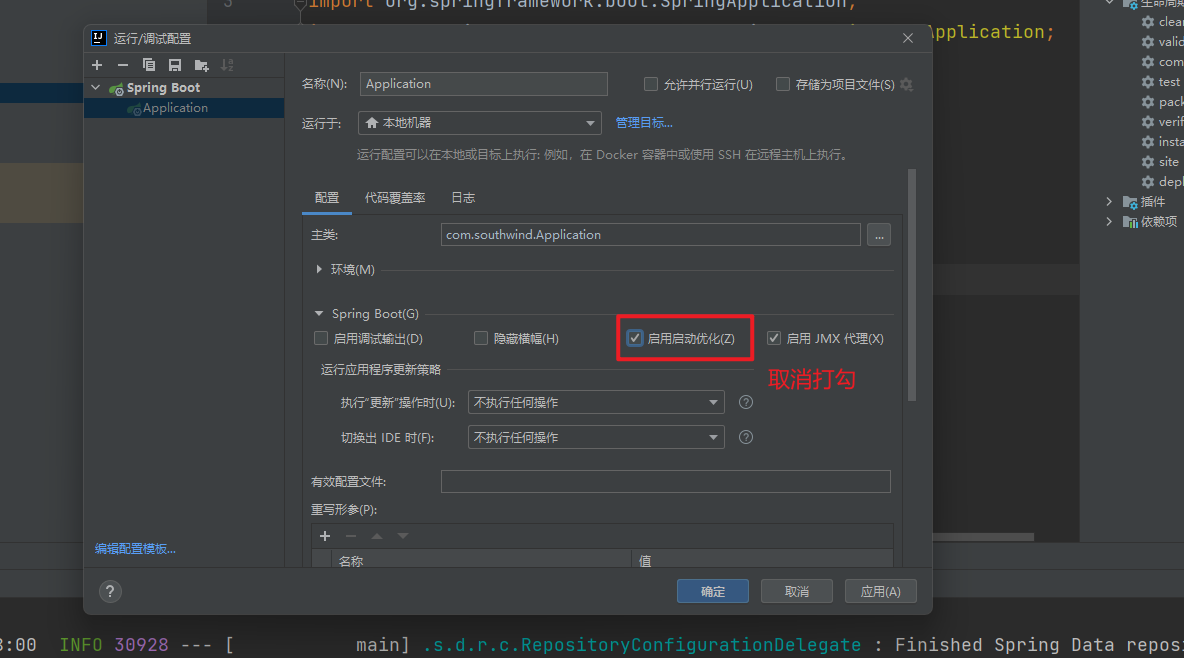 3 import org.springframework.boot.SpringApplication;
Application;
生命周期
clea
valid
com
test
pack
verif
insta
site
depl
插件
依赖项
运行/调试配置
Spring Boot
Application
编辑配置模板...
名称(N): Application 允许并行运行(U) 存储为项目文件(S)
运行于: 本地机器 管理目标...
运行配置可以在本地或目标上执行: 例如，在 Docker 容器中或使用 SSH 在远程主机上执行。
配置 代码覆盖率 日志
主类: com.southwind.Application ...
环境(M)
Spring Boot(G)
启用调试输出(D) 隐藏横幅(H) 启用启动优化(Z) 启用 JMX 代理(X)
取消打勾
运行应用程序更新策略
执行"更新"操作时(U): 不执行任何操作 ?
切换出 IDE 时(F): 不执行任何操作 ?
有效配置文件:
重写形参(P):
名称 值
? 确定 取消 应用(A)
:00 INFO 30928 --- [ main] .s.d.r.c.RepositoryConfigurationDelegate : Finished Spring Data reposi